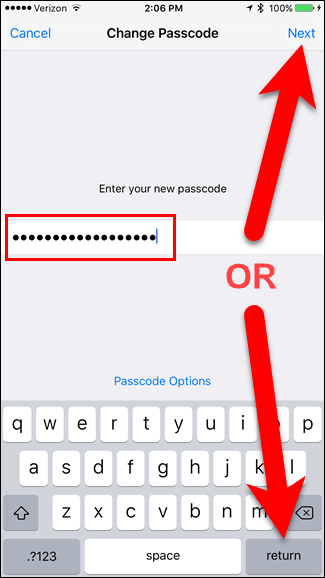 ●●●●● Verizon 2:06 PM 100%
Cancel Change Passcode Next
Enter your new passcode
●●●●●●●●●●●●●●●●●●
OR
Passcode Options
q w e r t y u i o p
a s d f g h j k l
z x c v b n m
.?123 space return